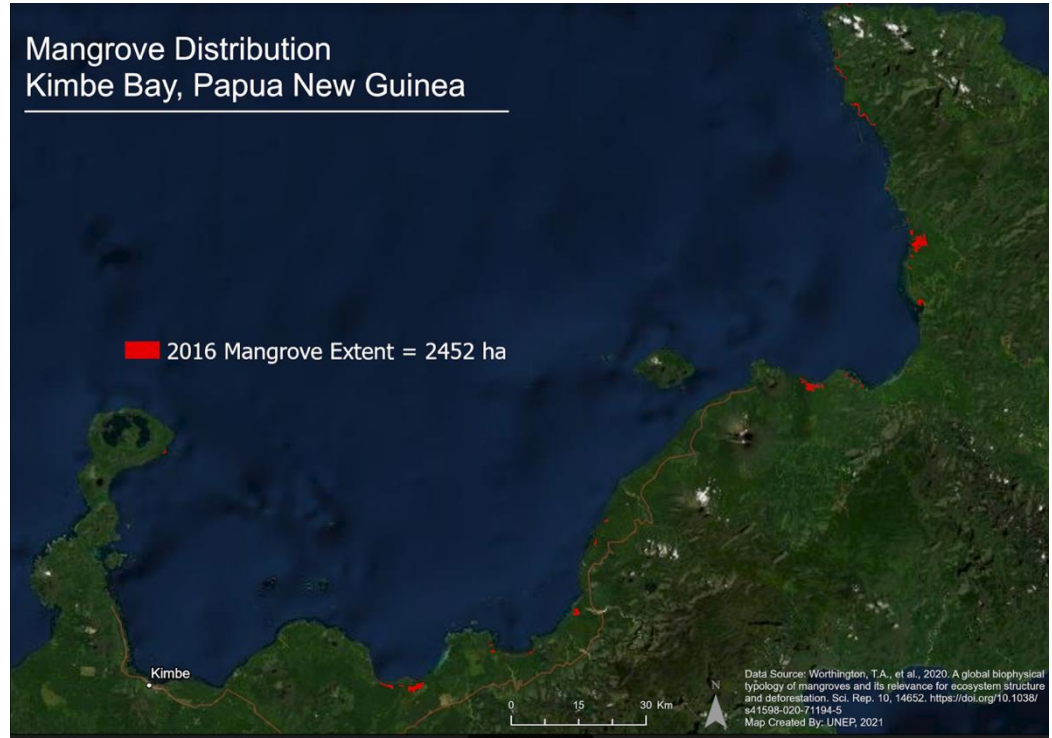 Mangrove Distribution
Kimbe Bay, Papua New Guinea
2016 Mangrove Extent = 2452 ha
Kimbe
0 15 30 Km
N
Data Source: Worthington, T.A., et al., 2020. A global biophysical
typology of mangroves and its relevance for ecosystem structure
and deforestation. Sci. Rep. 10, 14652. https://doi.org/10.1038/
s41598-020-71194-5
Map Created By: UNEP, 2021